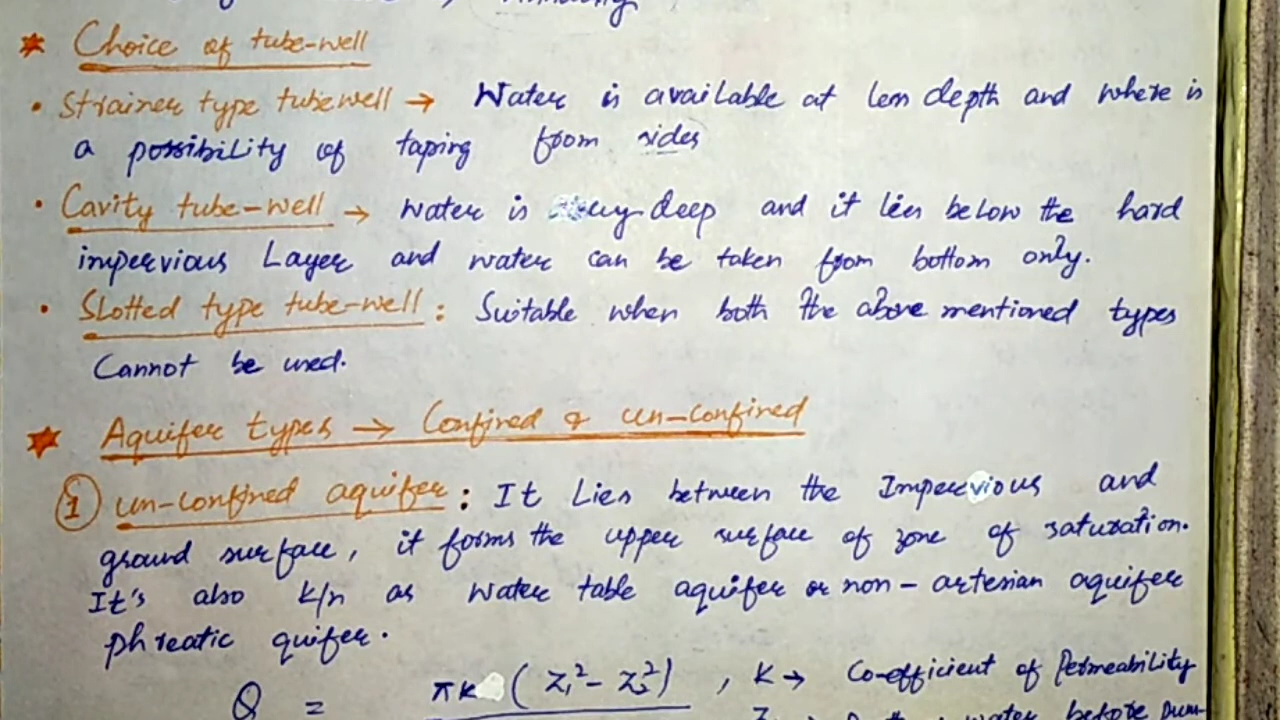 ★ Choice of tube-well
• Strainer type tubewell → Water is available at less depth and where is
a possibility of taping from sides
• Cavity tube-well → water is very deep and it lies below the hard
impervious Layer and water can be taken from bottom only.
• Slotted type tube-well : Suitable when both the above mentioned types
Cannot be used.
★ Aquifer types → Confined & un-confined
① un-confined aquifer : It Lies between the Impervious and
ground surface, it forms the upper surface of zone of saturation.
It's also k/n as water table aquifer or non-artesian aquifer
phreatic quifer.
Q = πK (Z₁² - Z₂²) , K → Co-efficient of Permeability
water before